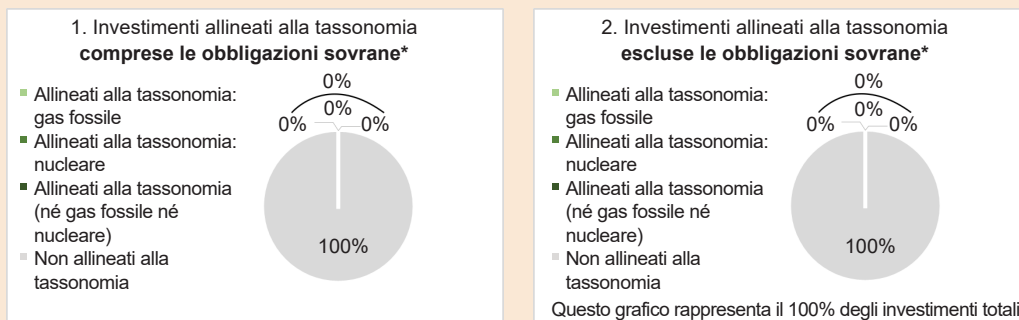 1. Investimenti allineati alla tassonomia
comprese le obbligazioni sovrane*
Allineati alla tassonomia:
gas fossile
Allineati alla tassonomia:
nucleare
Allineati alla tassonomia
(né gas fossile né
nucleare)
Non allineati alla
tassonomia
0%
0%
0%
0%
100%
2. Investimenti allineati alla tassonomia
escluse le obbligazioni sovrane*
Allineati alla tassonomia:
gas fossile
Allineati alla tassonomia:
nucleare
Allineati alla tassonomia
(né gas fossile né
nucleare)
Non allineati alla
tassonomia
0%
0%
0%
0%
100%
Questo grafico rappresenta il 100% degli investimenti totali